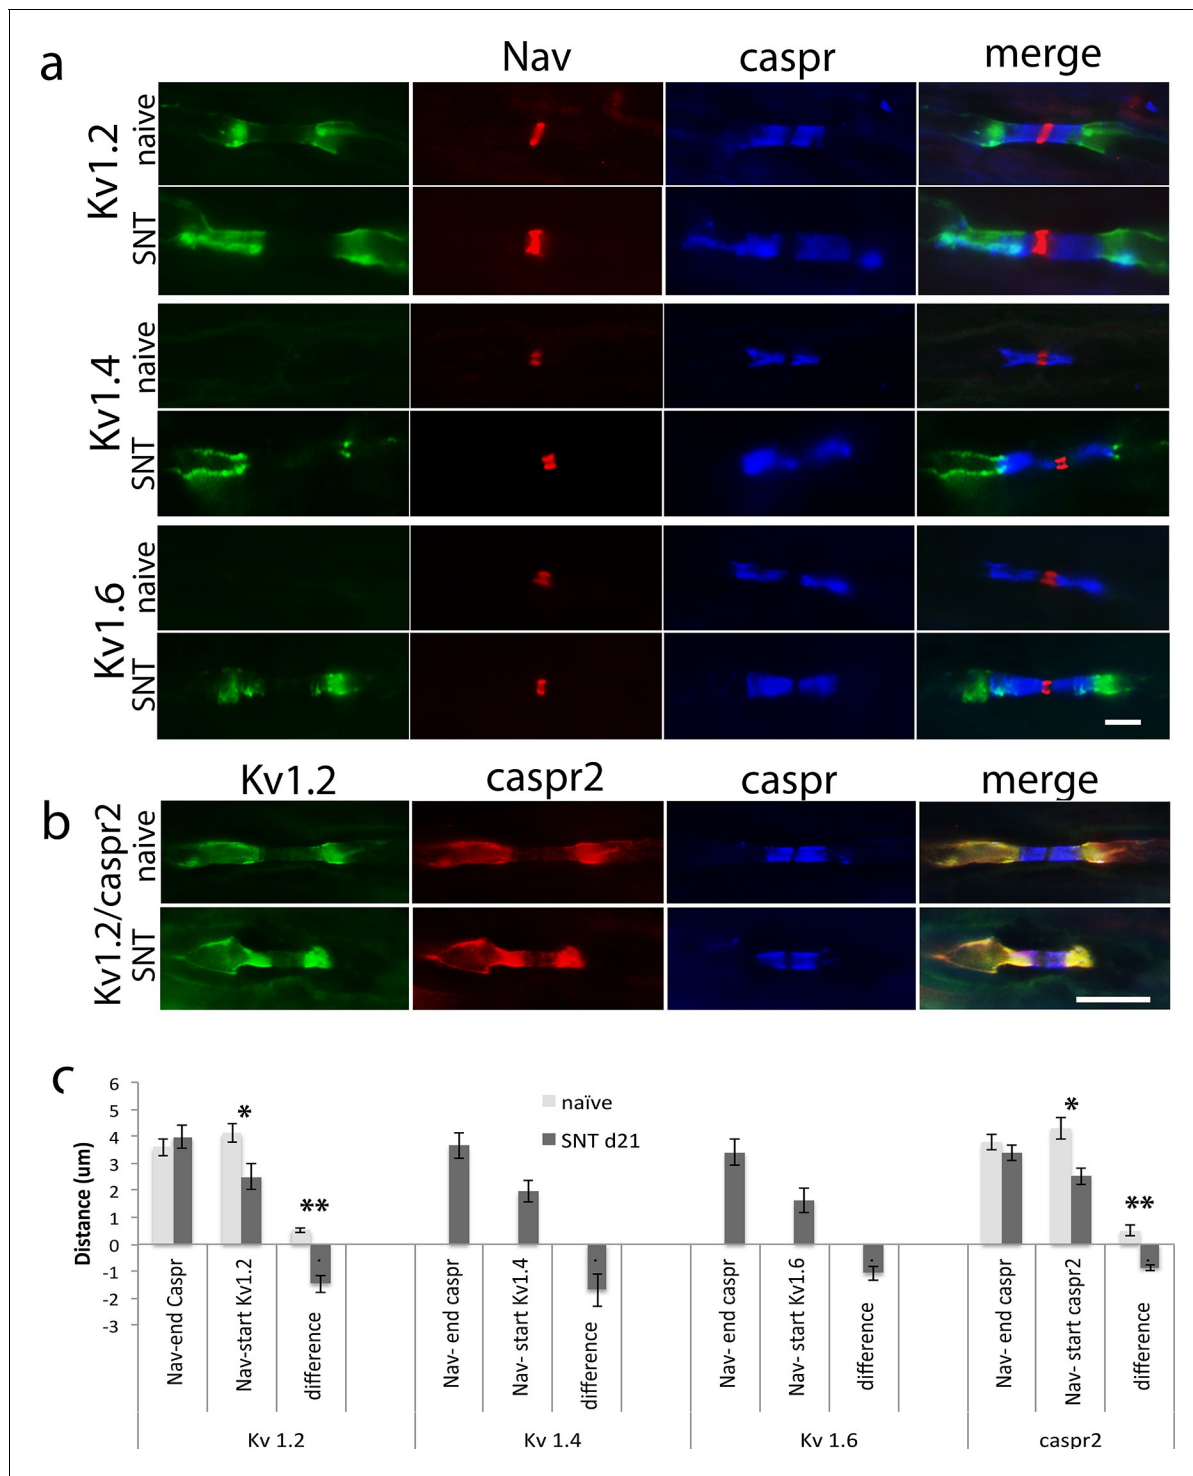 a
Nav
caspr
merge
Kv1.2
naive
SNT
Kv1.4
naive
SNT
Kv1.6
naive
SNT
Kv1.2
caspr2
caspr
merge
b
Kv1.2/caspr2
naive
SNT
c
Distance (um)
6
5
4
3
2
1
0
-1
-2
-3
naïve
SNT d21
*
**
*
**
Nav-end Caspr
Nav-start Kv1.2
difference
Nav- end caspr
Nav- start Kv1.4
difference
Nav- end caspr
Nav- start Kv1.6
difference
Nav- end caspr
Nav- start caspr2
difference
Kv 1.2
Kv 1.4
Kv 1.6
caspr2